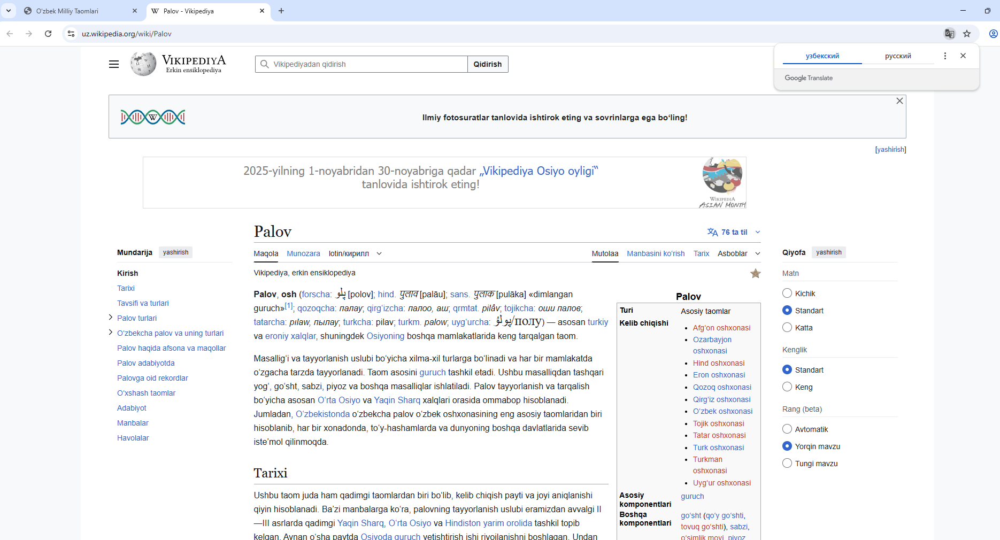 O‘zbek Milliy Taomlari
Palov - Vikipediya
uz.wikipedia.org/wiki/Palov
узбекский
русский
Google Translate
VIKIPEDIYA
Erkin ensiklopediya
Vikipediyadan qidirish
Qidirish
W
Ilmiy fotosuratlar tanlovida ishtirok eting va sovrinlarga ega bo‘ling!
[yashirish]
2025-yilning 1-noyabridan 30-noyabriga qadar „Vikipediya Osiyo oyligi“
tanlovida ishtirok eting!
WIKIPEDIA
ASIAN MONTH
Palov
76 ta til
Maqola
Munozara
lotin/кирилл
Mutolaa
Manbasini ko‘rish
Tarix
Asboblar
Mundarija
yashirish
Kirish
Tarixi
Tavsifi va turlari
Palov turlari
O‘zbekcha palov va uning turlari
Palov haqida afsona va maqollar
Palov adabiyotda
Palovga oid rekordlar
O‘xshash taomlar
Adabiyot
Manbalar
Havolalar
Vikipediya, erkin ensiklopediya
Palov, osh (forscha: پلو [polov]; hind. पुलाव [palāu]; sans. पुलाक [pulāka] «dimlangan
guruch»[1]; qozoqcha: палау; qirg‘izcha: палоо, аш; qrmtat. pilâv; tojikcha: оши палов;
tatarcha: pılaw, пылау; turkcha: pilav; turkm. palow; uyg‘urcha: پولۇ/полу) — asosan turkiy
va eroniy xalqlar, shuningdek Osiyoning boshqa mamlakatlarida keng tarqalgan taom.
Masallig‘i va tayyorlanish uslubi bo‘yicha xilma-xil turlarga bo‘linadi va har bir mamlakatda
o‘zgacha tarzda tayyorlanadi. Taom asosini guruch tashkil etadi. Ushbu masalliqdan tashqari
yog‘, go‘sht, sabzi, piyoz va boshqa masalliqlar ishlatiladi. Palov tayyorlanish va tarqalish
bo‘yicha asosan O‘rta Osiyo va Yaqin Sharq xalqlari orasida ommabop hisoblanadi.
Jumladan, O‘zbekistonda o‘zbekcha palov o‘zbek oshxonasining eng asosiy taomlaridan biri
hisoblanib, har bir xonadonda, to‘y-hashamlarda va dunyoning boshqa davlatlarida sevib
iste’mol qilinmoqda.
Tarixi
Ushbu taom juda ham qadimgi taomlardan biri bo‘lib, kelib chiqish payti va joyi aniqlanishi
qiyin hisoblanadi. Ba’zi manbalarga ko‘ra, palovning tayyorlanish uslubi eramizdan avvalgi II
—III asrlarda qadimgi Yaqin Sharq, O‘rta Osiyo va Hindiston yarim orolida tashkil topib
kelgan. Aynan o‘sha paytda Osiyoda guruch yetishtirish ishi rivojlanishni boshlagan. Undan
Palov
Turi
Asosiy taomlar
Kelib chiqishi
Afg‘on oshxonasi
Ozarbayjon
oshxonasi
Hind oshxonasi
Eron oshxonasi
Qozoq oshxonasi
Qirg‘iz oshxonasi
O‘zbek oshxonasi
Tojik oshxonasi
Tatar oshxonasi
Turk oshxonasi
Turkman
oshxonasi
Uyg‘ur oshxonasi
Asosiy
komponentlari
guruch
Boshqa
komponentlari
go‘sht (qo‘y go‘shti,
tovuq go‘shti), sabzi,
o‘simlik moyi, piyoz
Qiyofa
yashirish
Matn
Kichik
Standart
Katta
Kenglik
Standart
Keng
Rang (beta)
Avtomatik
Yorqin mavzu
Tungi mavzu